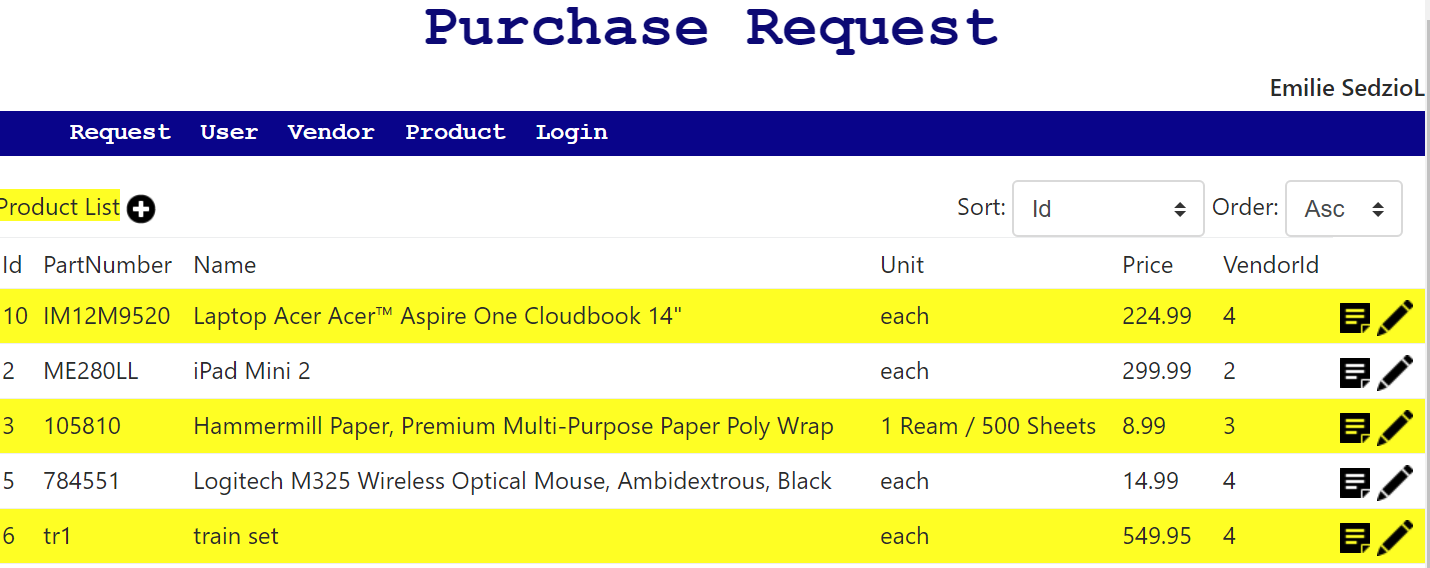 Purchase Request
Emilie SedzioL
Request User Vendor Product Login
Product List Sort: Id Order: Asc
Id PartNumber Name Unit Price VendorId
10 IM12M9520 Laptop Acer Acer™ Aspire One Cloudbook 14" each 224.99 4
2 ME280LL iPad Mini 2 each 299.99 2
3 105810 Hammermill Paper, Premium Multi-Purpose Paper Poly Wrap 1 Ream / 500 Sheets 8.99 3
5 784551 Logitech M325 Wireless Optical Mouse, Ambidextrous, Black each 14.99 4
6 tr1 train set each 549.95 4